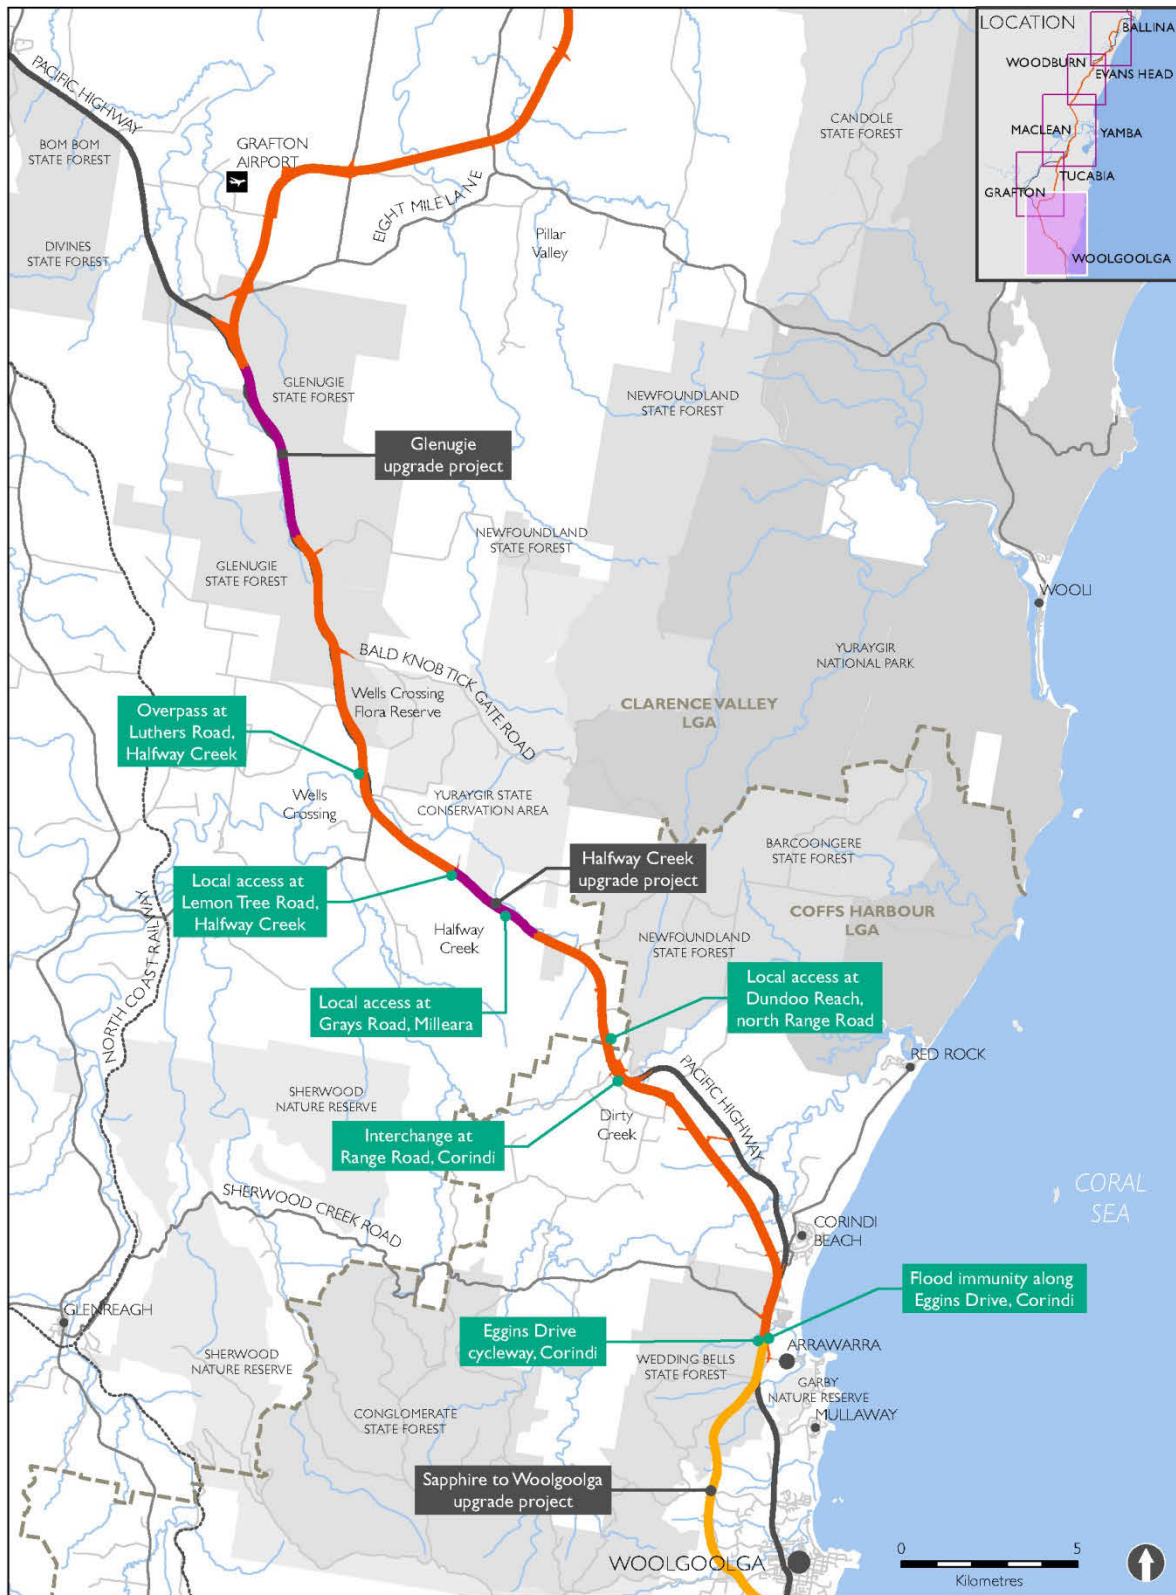 LOCATION
BALLINA
WOODBURN
EVANS HEAD
MACLEAN
YAMBA
TUCABIA
GRAFTON
WOOLGOOLGA
PACIFIC HIGHWAY
BOM BOM
STATE FOREST
GRAFTON
AIRPORT
CANDOLE
STATE FOREST
EIGHT MILE LANE
Pillar
Valley
DIVINES
STATE FOREST
GLENUGIE
STATE FOREST
NEWFOUNDLAND
STATE FOREST
Glenugie
upgrade project
NEWFOUNDLAND
STATE FOREST
GLENUGIE
STATE FOREST
WOOLI
YURAYGIR
NATIONAL PARK
BALD KNOB TICK GATE ROAD
Wells Crossing
Flora Reserve
CLARENCE VALLEY
LGA
Overpass at
Luthers Road,
Halfway Creek
Wells
Crossing
YURAYGIR STATE
CONSERVATION AREA
BARCOONGERE
STATE FOREST
Halfway Creek
upgrade project
Local access at
Lemon Tree Road,
Halfway Creek
COFFS HARBOUR
LGA
Halfway
Creek
NEWFOUNDLAND
STATE FOREST
NORTH COAST RAILWAY
Local access at
Dundoo Reach,
north Range Road
Local access at
Grays Road, Milleara
RED ROCK
PACIFIC HIGHWAY
SHERWOOD
NATURE RESERVE
Dirty
Creek
Interchange at
Range Road, Corindi
CORAL
SEA
SHERWOOD CREEK ROAD
CORINDI
BEACH
Flood immunity along
Eggins Drive, Corindi
GLENREAGH
Eggins Drive
cycleway, Corindi
ARRAWARRA
SHERWOOD
NATURE RESERVE
WEDDING BELLS
STATE FOREST
GARBY
NATURE RESERVE
MULLAWAY
CONGLOMERATE
STATE FOREST
Sapphire to Woolgoolga
upgrade project
WOOLGOOLGA
0 5
Kilometres